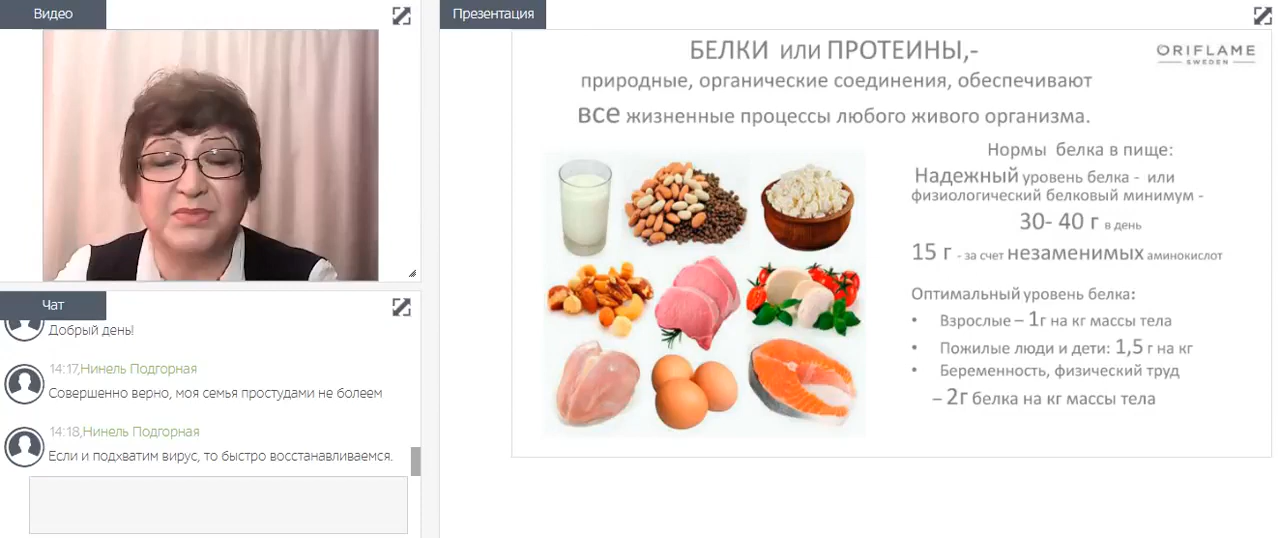 Видео
Чат
Добрый день!
14:17,Нинель Подгорная
Совершенно верно, моя семья простудами не болеем
14:18,Нинель Подгорная
Если и подхватим вирус, то быстро восстанавливаемся.
Презентация
БЕЛКИ или ПРОТЕИНЫ,-
природные, органические соединения, обеспечивают
все жизненные процессы любого живого организма.
ORIFLAME
SWEDEN
Нормы белка в пище:
Надежный уровень белка - или
физиологический белковый минимум -
30- 40 г в день
15 г - за счет незаменимых аминокислот
Оптимальный уровень белка:
• Взрослые – 1г на кг массы тела
• Пожилые люди и дети: 1,5 г на кг
• Беременность, физический труд
– 2г белка на кг массы тела